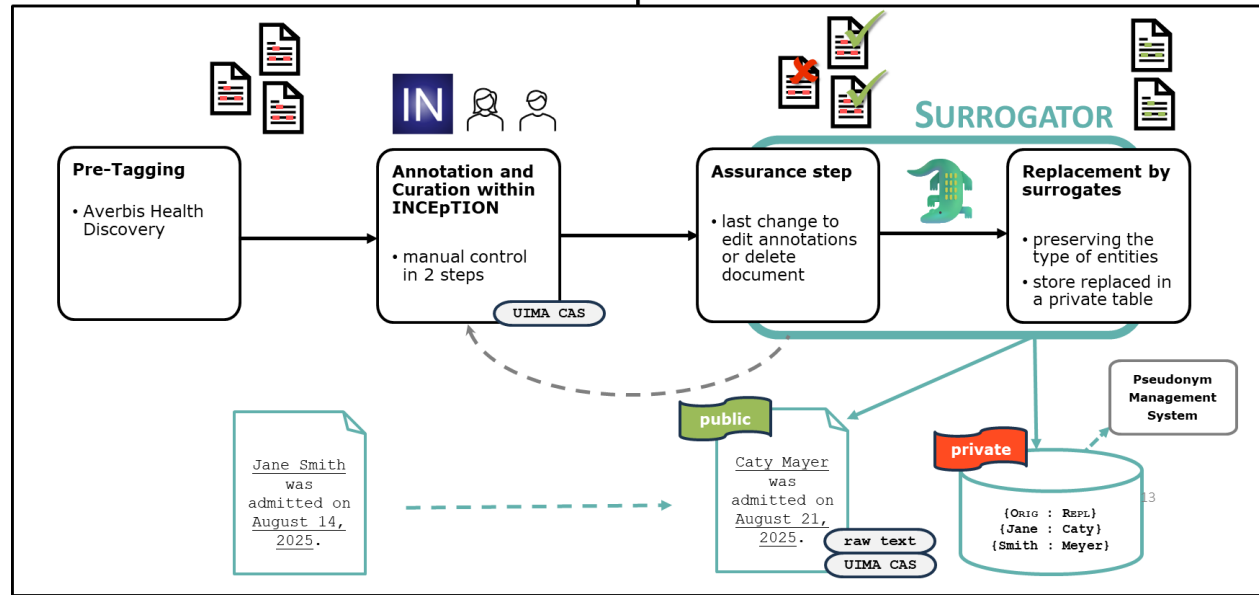 IN
SURROGATOR
Pre-Tagging
• Averbis Health
Discovery
Annotation and
Curation within
INCEpTION
• manual control
in 2 steps
UIMA CAS
Assurance step
• last change to
edit annotations
or delete
document
Replacement by
surrogates
• preserving the
type of entities
• store replaced in
a private table
Jane Smith
was
admitted on
August 14,
2025.
public
Caty Mayer
was
admitted on
August 21,
2025.
raw text
UIMA CAS
private
{ORIG : REPL}
{Jane : Caty}
{Smith : Meyer}
Pseudonym
Management
System
13